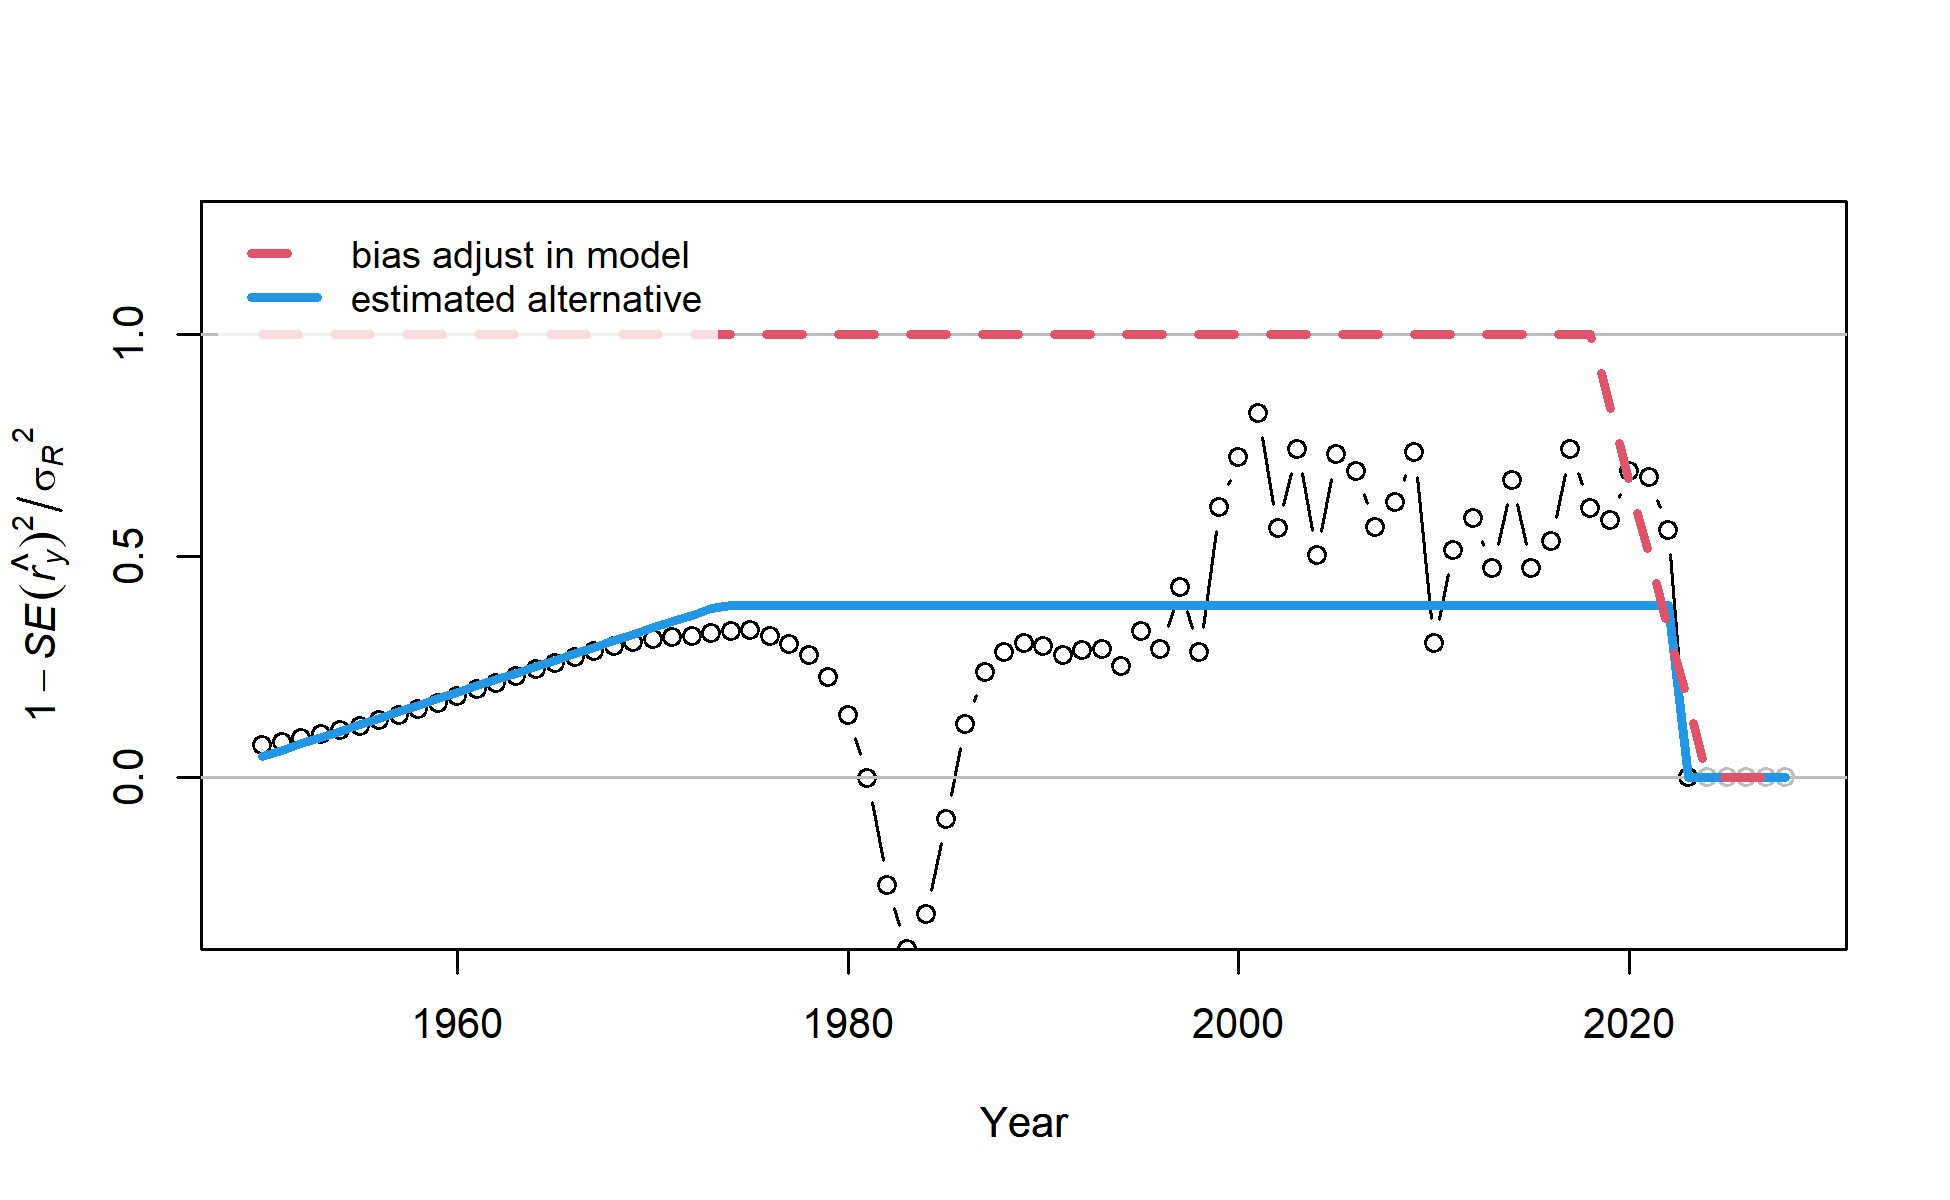 bias adjust in model
estimated alternative
1 − SE(r̂y)² / σR²
1.0
0.5
0.0
1960 1980 2000 2020
Year